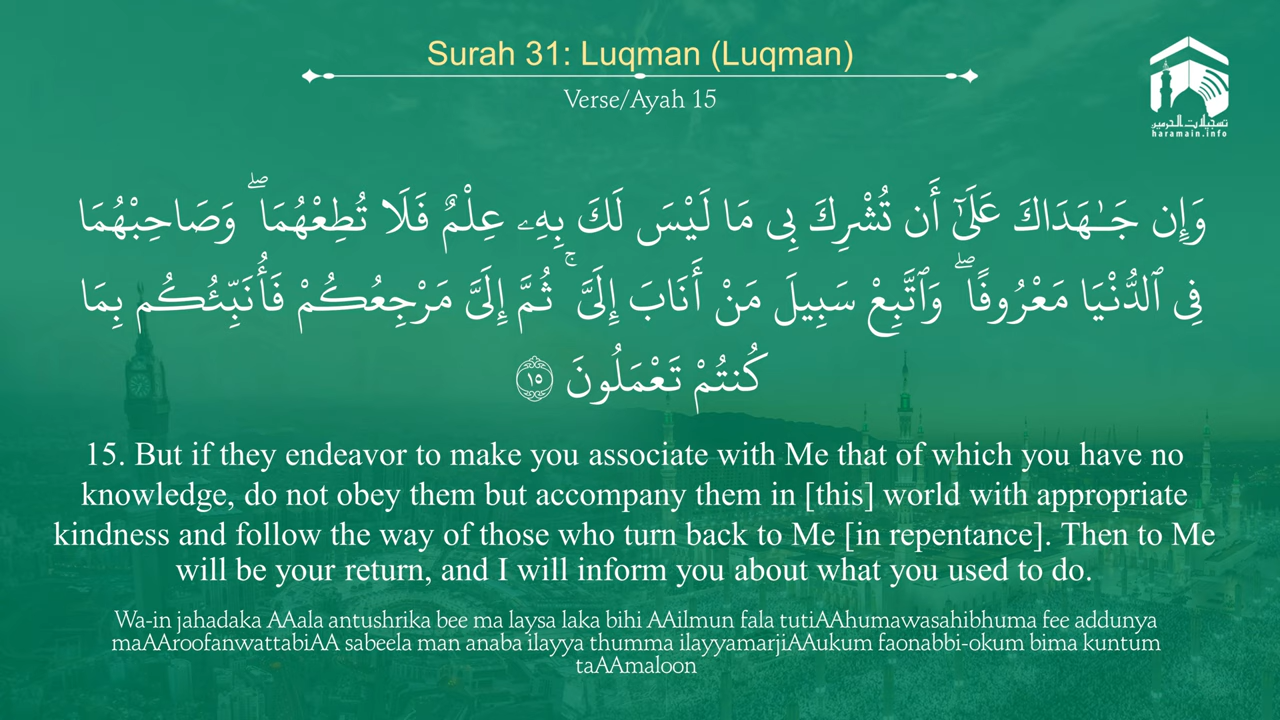 Surah 31: Luqman (Luqman)
Verse/Ayah 15
تسجيلات الحرمين
haramain.info
وَإِن جَـٰهَدَاكَ عَلَىٰٓ أَن تُشْرِكَ بِى مَا لَيْسَ لَكَ بِهِۦ عِلْمٌ فَلَا تُطِعْهُمَا ۖ وَصَاحِبْهُمَا
فِى ٱلدُّنْيَا مَعْرُوفًا ۖ وَٱتَّبِعْ سَبِيلَ مَنْ أَنَابَ إِلَىَّ ۚ ثُمَّ إِلَىَّ مَرْجِعُكُمْ فَأُنَبِّئُكُم بِمَا
كُنتُمْ تَعْمَلُونَ ١٥
15. But if they endeavor to make you associate with Me that of which you have no
knowledge, do not obey them but accompany them in [this] world with appropriate
kindness and follow the way of those who turn back to Me [in repentance]. Then to Me
will be your return, and I will inform you about what you used to do.
Wa-in jahadaka AAala antushrika bee ma laysa laka bihi AAilmun fala tutiAAhumawasahibhuma fee addunya
maAAroofanwattabiAA sabeela man anaba ilayya thumma ilayyamarjiAAukum faonabbi-okum bima kuntum
taAAmaloon